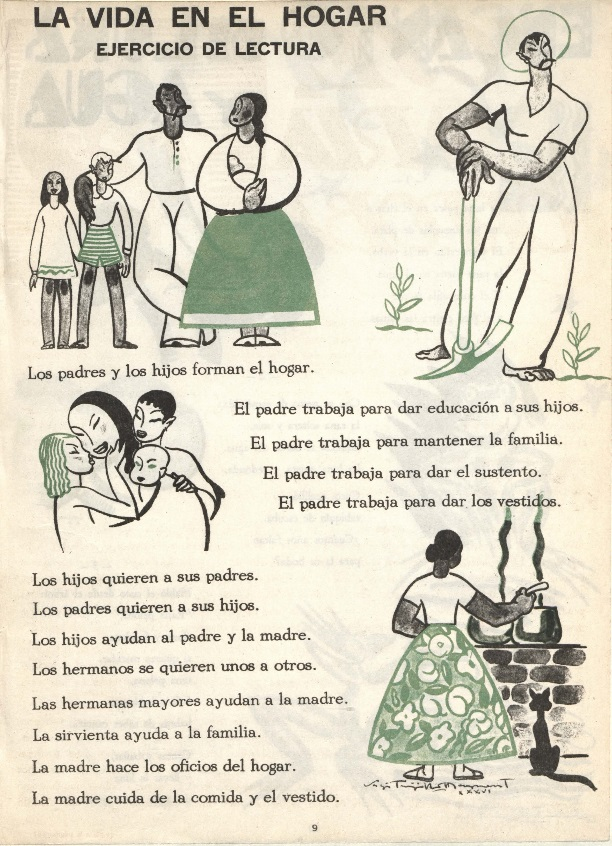 LA VIDA EN EL HOGAR
EJERCICIO DE LECTURA
Los padres y los hijos forman el hogar.
El padre trabaja para dar educación a sus hijos.
El padre trabaja para mantener la familia.
El padre trabaja para dar el sustento.
El padre trabaja para dar los vestidos.
Los hijos quieren a sus padres.
Los padres quieren a sus hijos.
Los hijos ayudan al padre y la madre.
Los hermanos se quieren unos a otros.
Las hermanas mayores ayudan a la madre.
La sirvienta ayuda a la familia.
La madre hace los oficios del hogar.
La madre cuida de la comida y el vestido.
9